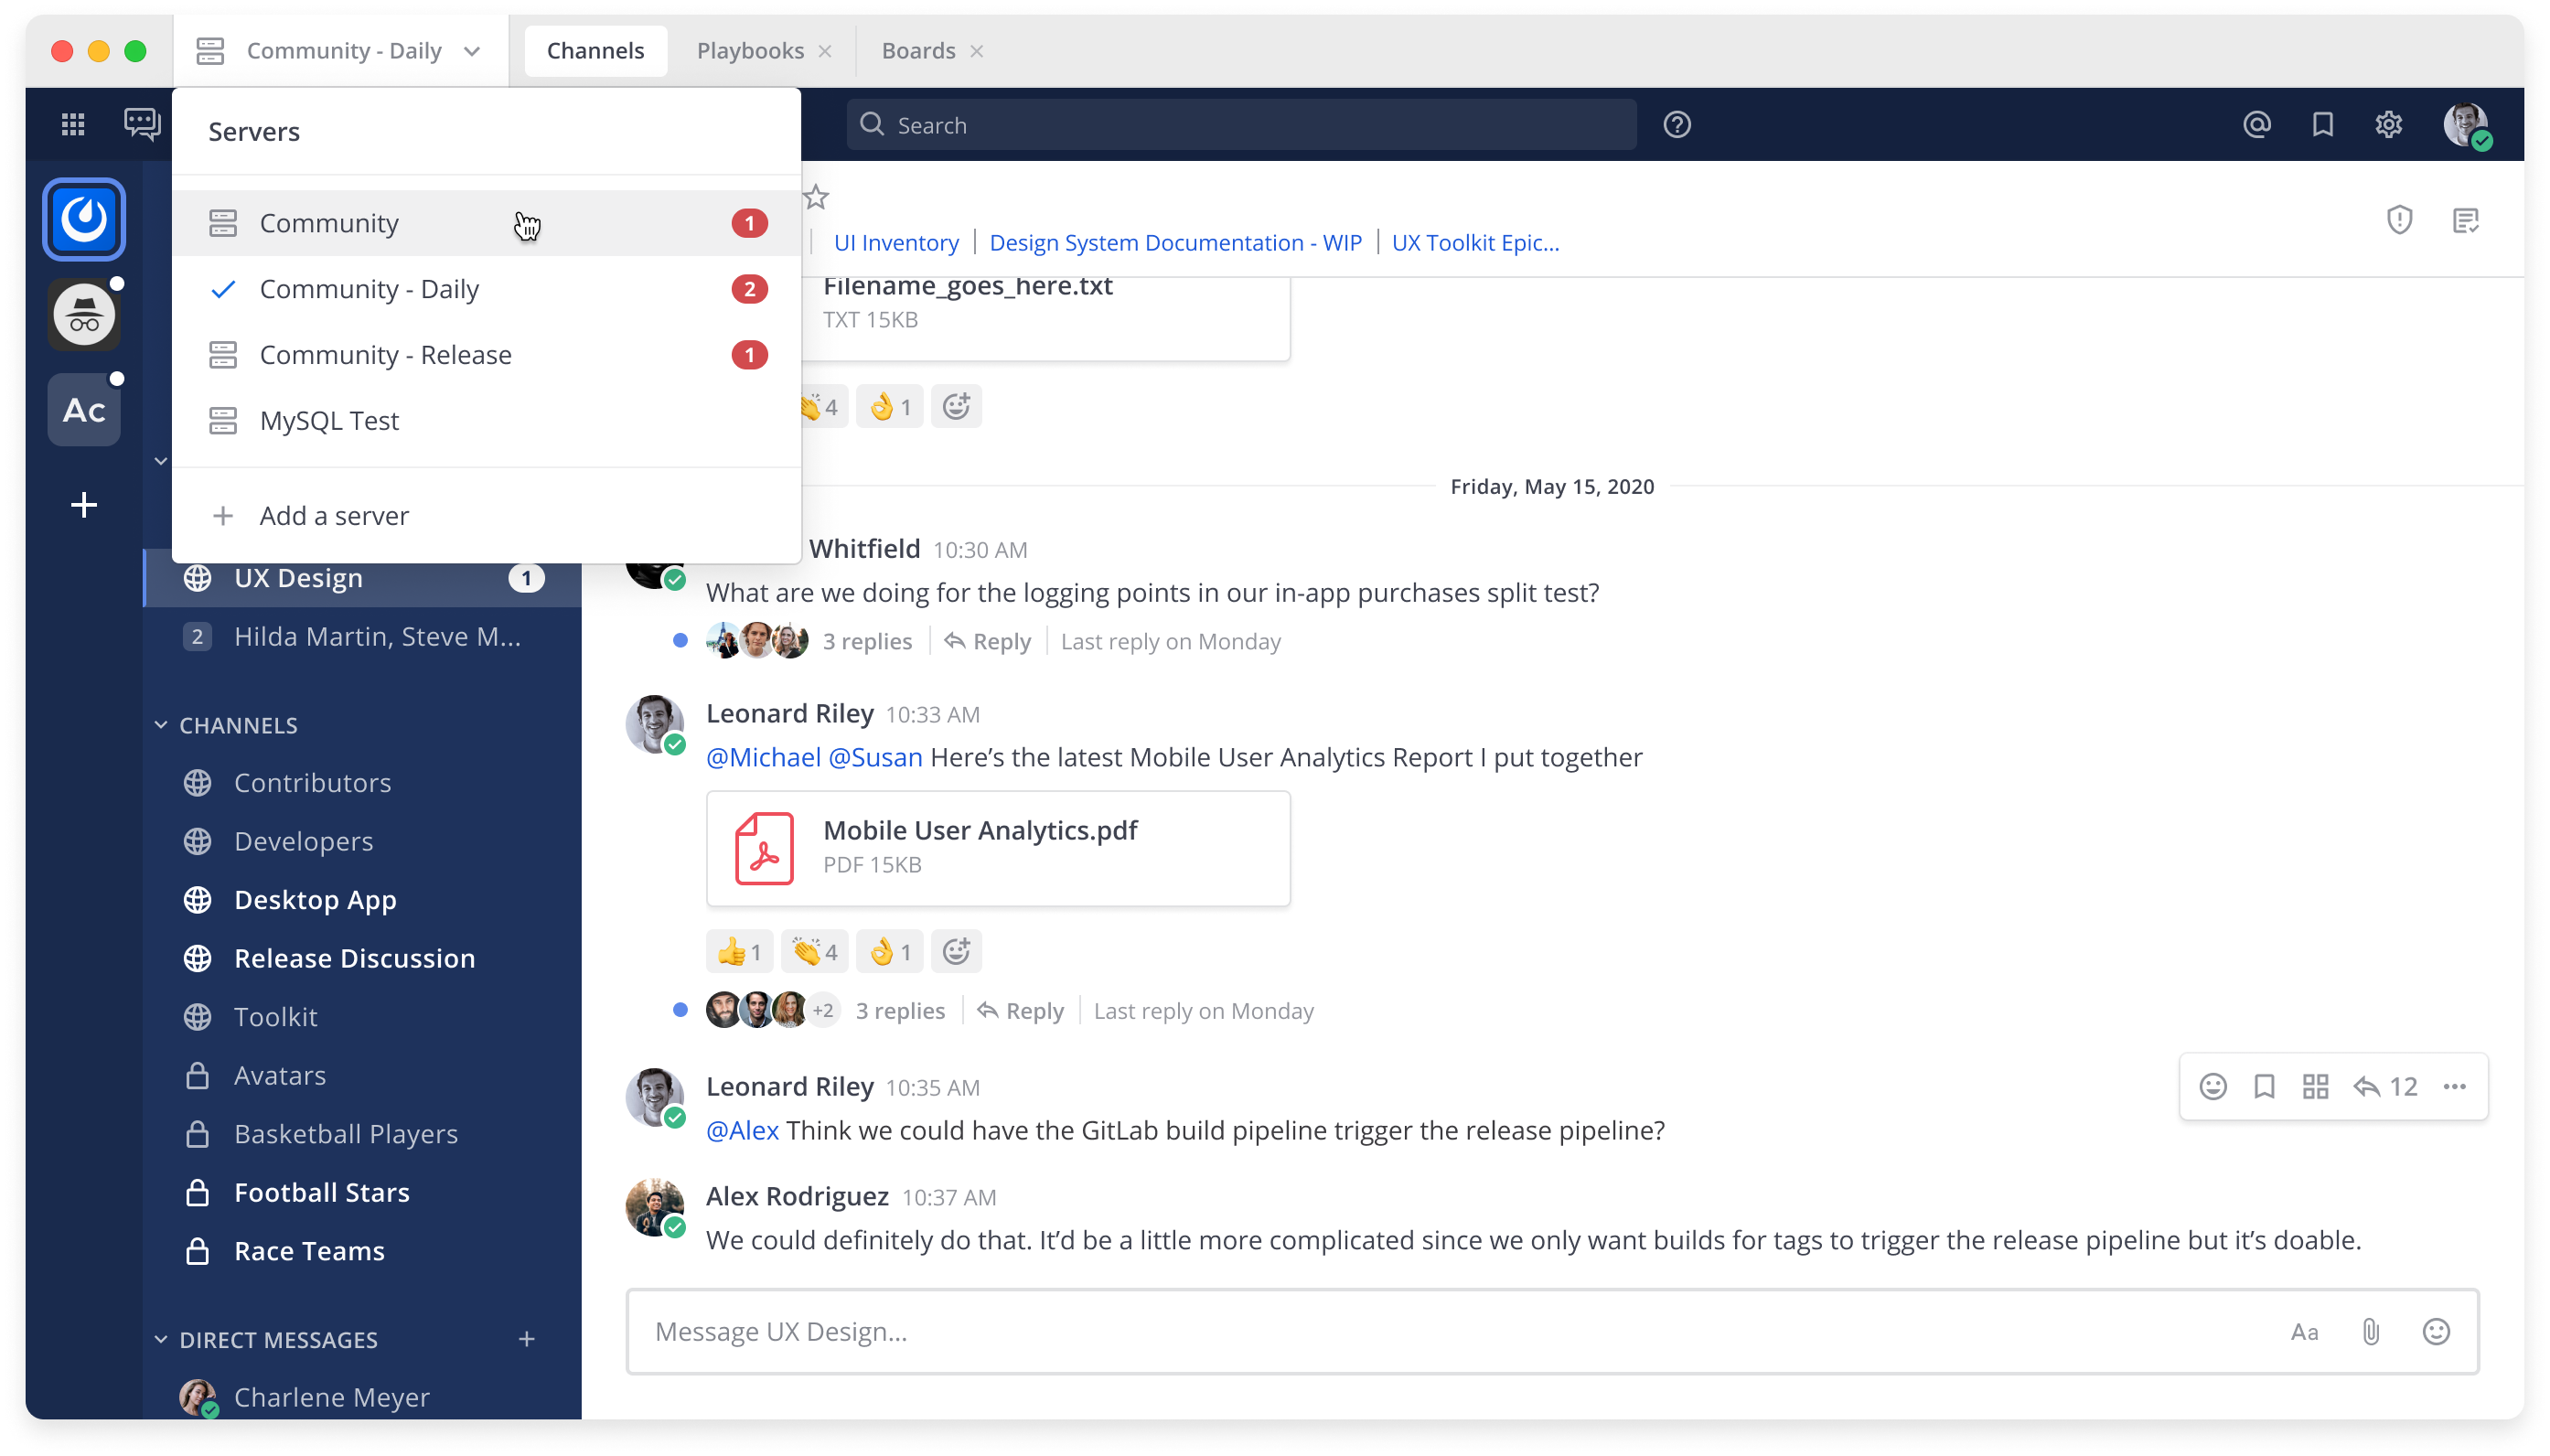 Community - Daily
Channels
Playbooks
Boards
Servers
Search
Community 1
Community - Daily 2
Community - Release 1
MySQL Test
Add a server
Ac
UX Design 1
2 Hilda Martin, Steve M...
CHANNELS
Contributors
Developers
Desktop App
Release Discussion
Toolkit
Avatars
Basketball Players
Football Stars
Race Teams
DIRECT MESSAGES
Charlene Meyer
UI Inventory | Design System Documentation - WIP | UX Toolkit Epic...
Filename_goes_here.txt
TXT 15KB
4 1
Friday, May 15, 2020
Whitfield 10:30 AM
What are we doing for the logging points in our in-app purchases split test?
3 replies Reply Last reply on Monday
Leonard Riley 10:33 AM
@Michael @Susan Here’s the latest Mobile User Analytics Report I put together
Mobile User Analytics.pdf
PDF 15KB
1 4 1
+2 3 replies Reply Last reply on Monday
Leonard Riley 10:35 AM
12
@Alex Think we could have the GitLab build pipeline trigger the release pipeline?
Alex Rodriguez 10:37 AM
We could definitely do that. It’d be a little more complicated since we only want builds for tags to trigger the release pipeline but it’s doable.
Message UX Design...
Aa